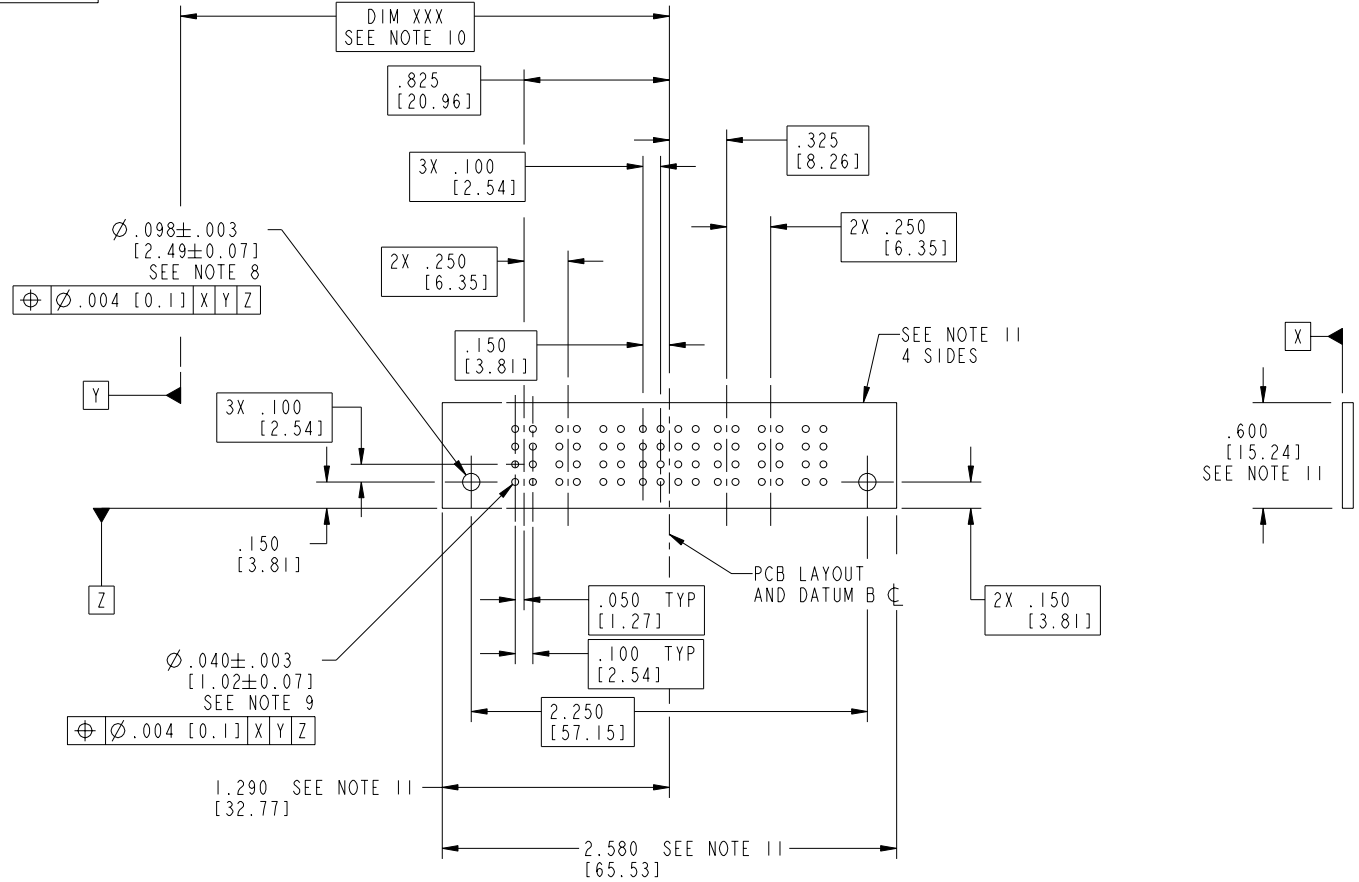 DIM XXX
SEE NOTE 10
.825
[20.96]
.325
[8.26]
3X .100
[2.54]
2X .250
[6.35]
Ø.098±.003
[2.49±0.07]
SEE NOTE 8
⌖ Ø.004 [0.1] X Y Z
2X .250
[6.35]
.150
[3.81]
SEE NOTE 11
4 SIDES
X
Y
3X .100
[2.54]
.600
[15.24]
SEE NOTE 11
.150
[3.81]
Z
PCB LAYOUT
AND DATUM B ℄
.050 TYP
[1.27]
2X .150
[3.81]
.100 TYP
[2.54]
Ø.040±.003
[1.02±0.07]
SEE NOTE 9
⌖ Ø.004 [0.1] X Y Z
2.250
[57.15]
1.290 SEE NOTE 11
[32.77]
2.580 SEE NOTE 11
[65.53]